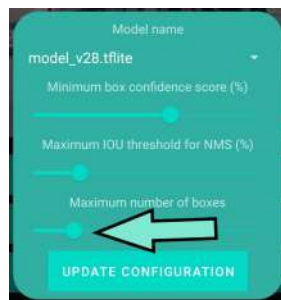 Model name
model_v28.tflite
Minimum box confidence score (%)
Maximum IOU threshold for NMS (%)
Maximum number of boxes
UPDATE CONFIGURATION